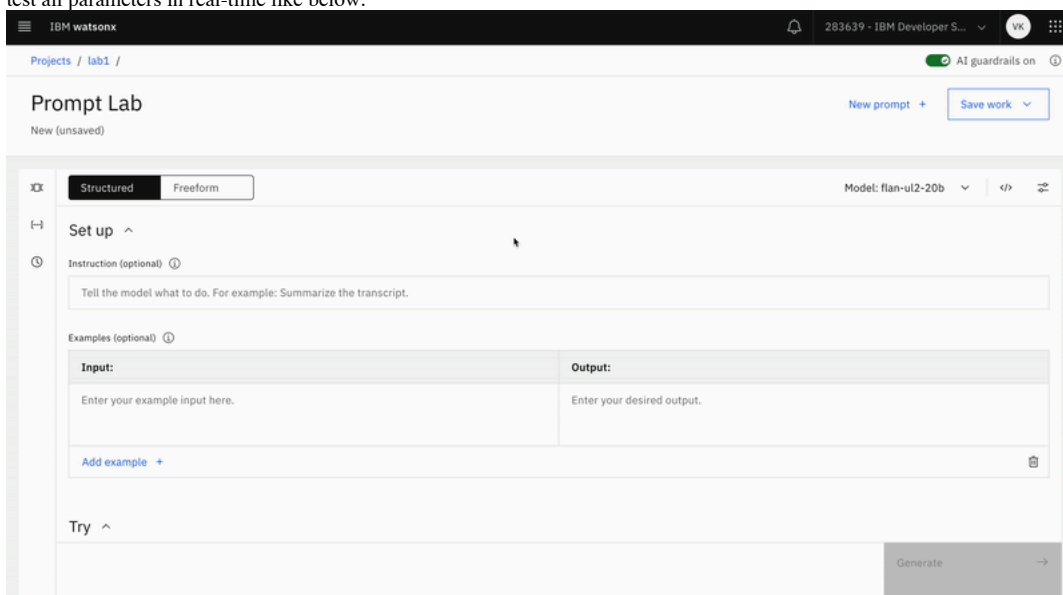 test all parameters in real-time like below:
IBM watsonx
283639 - IBM Developer S...
VK
Projects / lab1 /
AI guardrails on
Prompt Lab
New prompt +
Save work
New (unsaved)
Structured
Freeform
Model: flan-ul2-20b
</>
Set up
Instruction (optional)
Tell the model what to do. For example: Summarize the transcript.
Examples (optional)
Input:
Output:
Enter your example input here.
Enter your desired output.
Add example +
Try
Generate